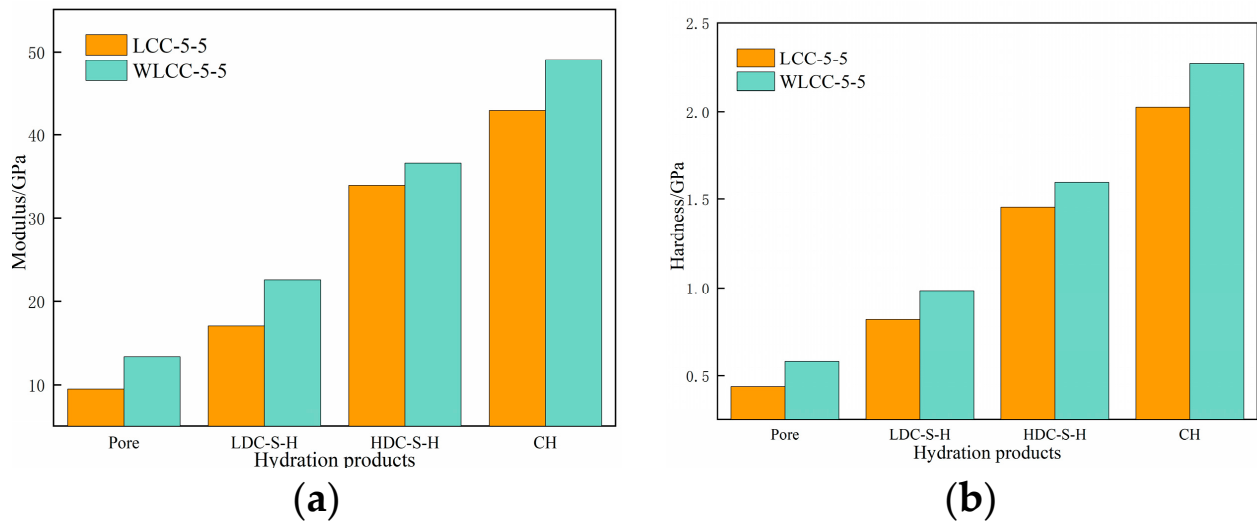 50
40
30
20
10
Modulus/GPa
LCC-5-5
WLCC-5-5
Pore LDC-S-H HDC-S-H CH
Hydration products
(a)
2.5
2.0
1.5
1.0
0.5
Hardness/GPa
LCC-5-5
WLCC-5-5
Pore LDC-S-H HDC-S-H CH
Hydration products
(b)